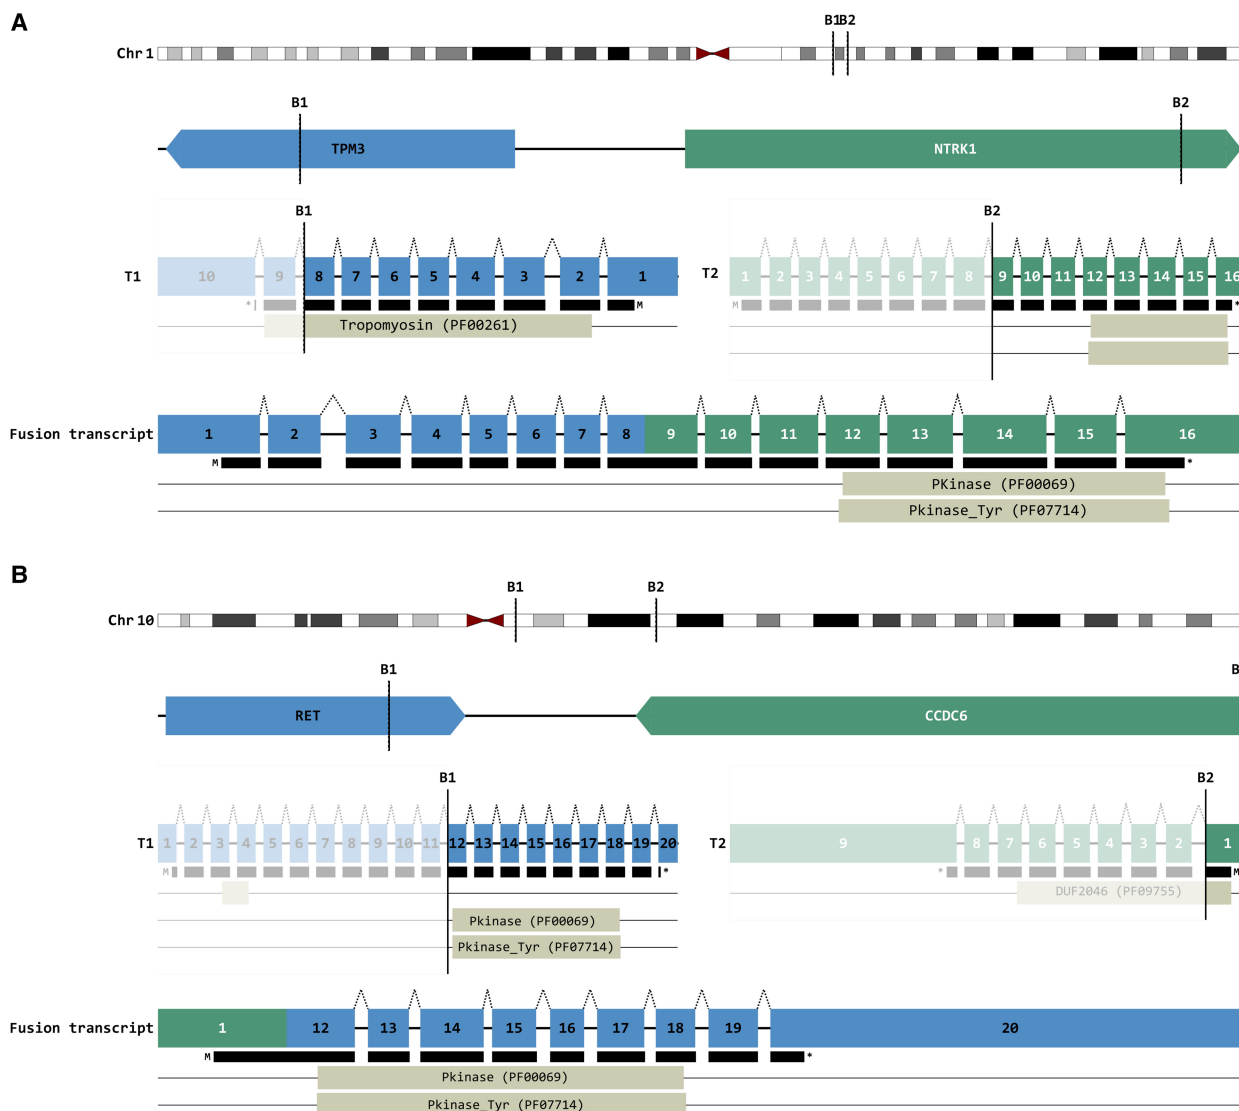 A
B1 B2
Chr 1
B1 B2
TPM3 NTRK1
B1 B2
T1 10 9 8 7 6 5 4 3 2 1
T2 1 2 3 4 5 6 7 8 9 10 11 12 13 14 15 16
* M M *
Tropomyosin (PF00261)
Fusion transcript 1 2 3 4 5 6 7 8 9 10 11 12 13 14 15 16
M *
PKinase (PF00069)
Pkinase_Tyr (PF07714)
B
B1 B2
Chr 10
B1 B
RET CCDC6
B1 B2
T1 1 2 3 4 5 6 7 8 9 10 11 12 13 14 15 16 17 18 19 20
T2 9 8 7 6 5 4 3 2 1
M * * M
DUF2046 (PF09755)
Pkinase (PF00069)
Pkinase_Tyr (PF07714)
Fusion transcript 1 12 13 14 15 16 17 18 19 20
M *
Pkinase (PF00069)
Pkinase_Tyr (PF07714)